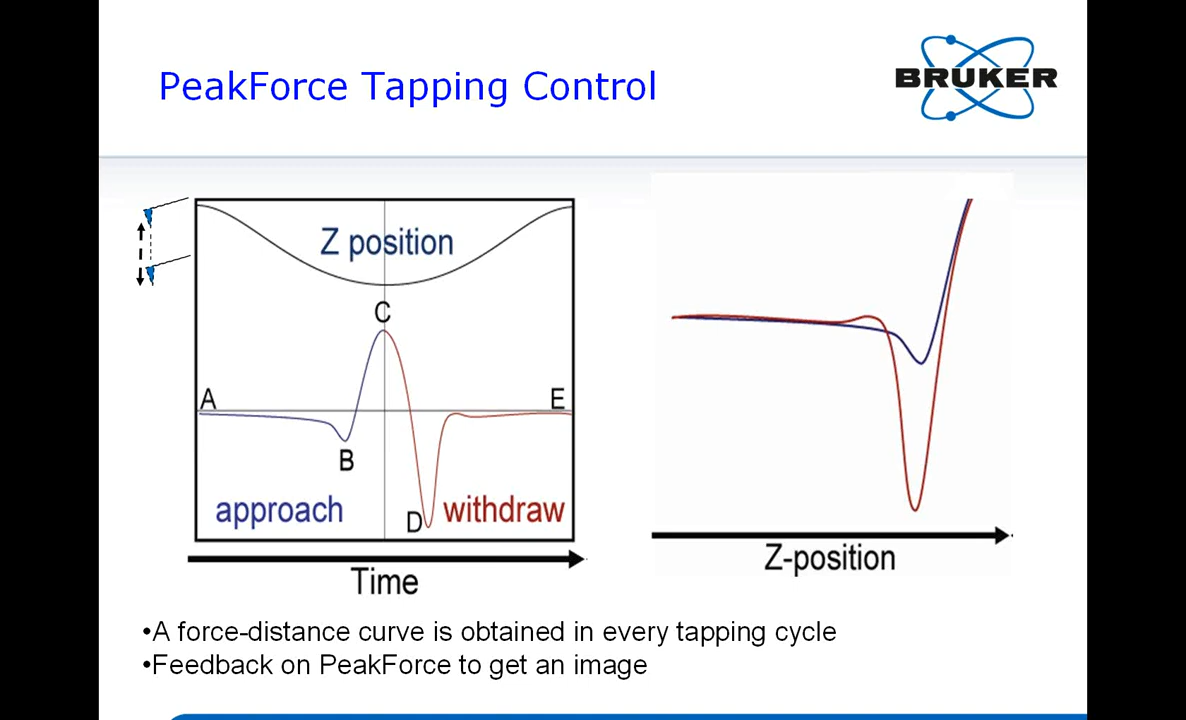 PeakForce Tapping Control
BRUKER
Z position
C
A
E
B
D
approach
withdraw
Time
Z-position
•A force-distance curve is obtained in every tapping cycle
•Feedback on PeakForce to get an image